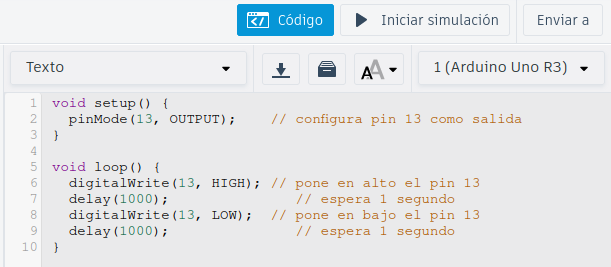 Código Iniciar simulación Enviar a
Texto AA 1 (Arduino Uno R3)
1 void setup() {
2 pinMode(13, OUTPUT); // configura pin 13 como salida
3 }
4
5 void loop() {
6 digitalWrite(13, HIGH); // pone en alto el pin 13
7 delay(1000); // espera 1 segundo
8 digitalWrite(13, LOW); // pone en bajo el pin 13
9 delay(1000); // espera 1 segundo
10 }